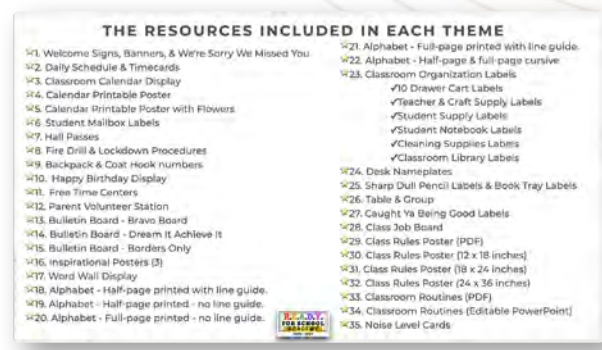 THE RESOURCES INCLUDED IN EACH THEME
1. Welcome Signs, Banners, & We're Sorry We Missed You
2. Daily Schedule & Timecards
3. Classroom Calendar Display
4. Calendar Printable Poster
5. Calendar Printable Poster with Flowers
6. Student Mailbox Labels
7. Hall Passes
8. Fire Drill & Lockdown Procedures
9. Backpack & Coat Hook numbers
10. Happy Birthday Display
11. Free Time Centers
12. Parent Volunteer Station
13. Bulletin Board - Bravo Board
14. Bulletin Board - Dream It Achieve It
15. Bulletin Board - Borders Only
16. Inspirational Posters (3)
17. Word Wall Display
18. Alphabet - Half-page printed with line guide.
19. Alphabet - Half-page printed - no line guide.
20. Alphabet - Full-page printed - no line guide.
21. Alphabet - Full-page printed with line guide.
22. Alphabet - Half-page & full-page cursive
23. Classroom Organization Labels
✓10 Drawer Cart Labels
✓Teacher & Craft Supply Labels
✓Student Supply Labels
✓Student Notebook Labels
✓Cleaning Supplies Labels
✓Classroom Library Labels
24. Desk Nameplates
25. Sharp Dull Pencil Labels & Book Tray Labels
26. Table & Group
27. Caught Ya Being Good Labels
28. Class Job Board
29. Class Rules Poster (PDF)
30. Class Rules Poster (12 x 18 inches)
31. Class Rules Poster (18 x 24 inches)
32. Class Rules Poster (24 x 36 inches)
33. Classroom Routines (PDF)
34. Classroom Routines (Editable PowerPoint)
35. Noise Level Cards
R.E.A.D.Y.
FOR SCHOOL
ACADEMY